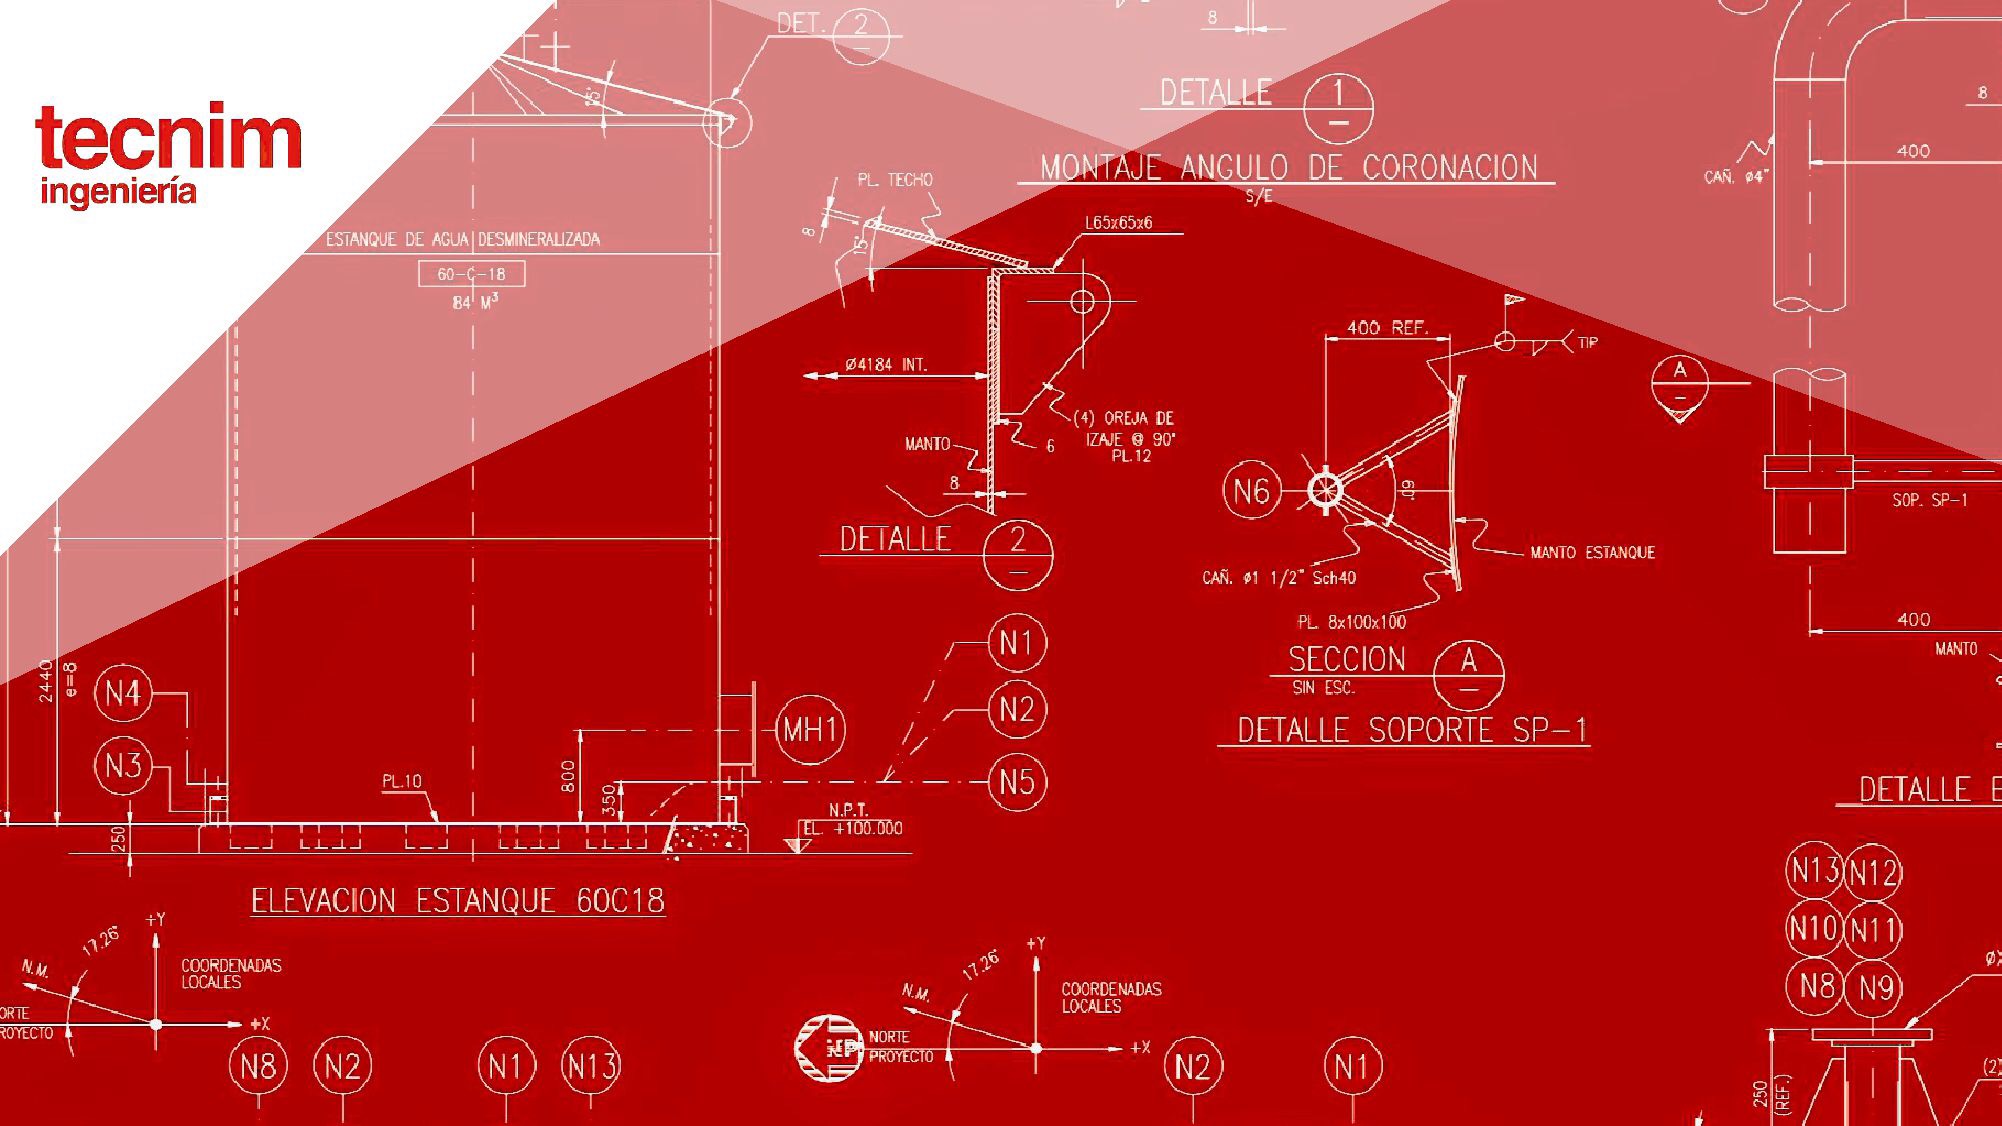 tecnim
ingeniería
DET. 2
8
DETALLE 1
MONTAJE ANGULO DE CORONACION
S/E
15°
PL. TECHO
8
15°
L65x65x6
ESTANQUE DE AGUA DESMINERALIZADA
60-C-18
84 M³
Ø4184 INT.
(4) OREJA DE
IZAJE @ 90°
PL.12
MANTO
6
8
DETALLE 2
400 REF.
TIP
A
N6
60°
CAÑ. ø1 1/2" Sch40
MANTO ESTANQUE
PL. 8x100x100
SECCION A
SIN ESC.
DETALLE SOPORTE SP-1
8
400
CAÑ. ø4"
SOP. SP-1
400
MANTO
DETALLE E
2440
e=8
N4
N3
PL.10
800
350
250
MH1
N1
N2
N5
N.P.T.
EL. +100.000
ELEVACION ESTANQUE 60C18
+Y
17.26°
N.M.
COORDENADAS
LOCALES
+X
ORTE
ROYECTO
N8 N2 N1 N13
+Y
17.26°
N.M.
COORDENADAS
LOCALES
+X
NORTE
PROYECTO
N2 N1
N13 N12
N10 N11
N8 N9
250
(REF.)